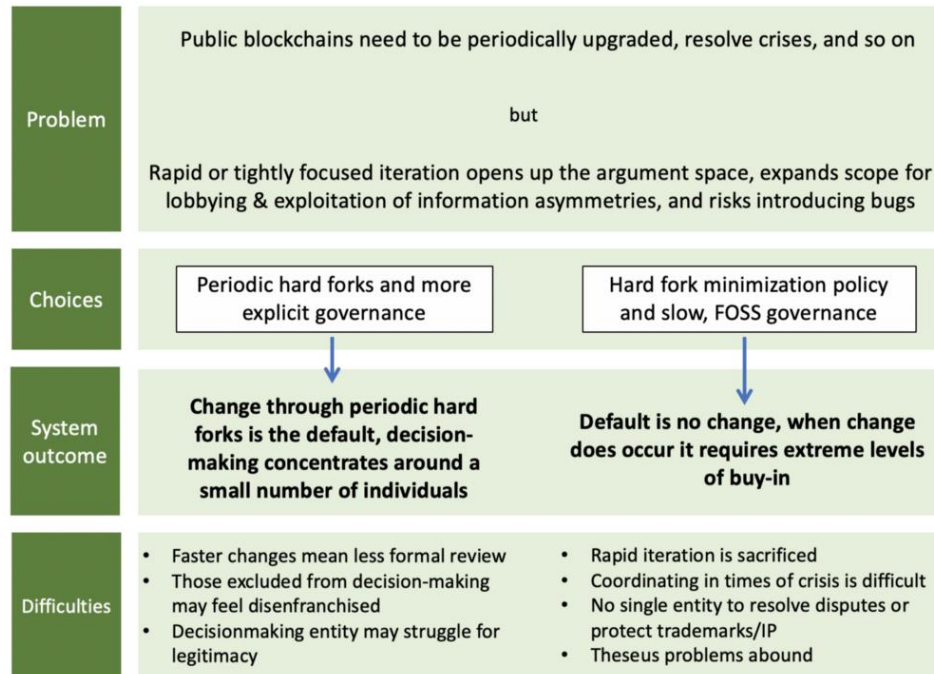 Problem
Public blockchains need to be periodically upgraded, resolve crises, and so on
but
Rapid or tightly focused iteration opens up the argument space, expands scope for
lobbying & exploitation of information asymmetries, and risks introducing bugs
Choices
Periodic hard forks and more
explicit governance
Hard fork minimization policy
and slow, FOSS governance
System
outcome
Change through periodic hard
forks is the default, decision-
making concentrates around a
small number of individuals
Default is no change, when change
does occur it requires extreme levels
of buy-in
Difficulties
• Faster changes mean less formal review
• Those excluded from decision-making
may feel disenfranchised
• Decisionmaking entity may struggle for
legitimacy
• Rapid iteration is sacrificed
• Coordinating in times of crisis is difficult
• No single entity to resolve disputes or
protect trademarks/IP
• Theseus problems abound